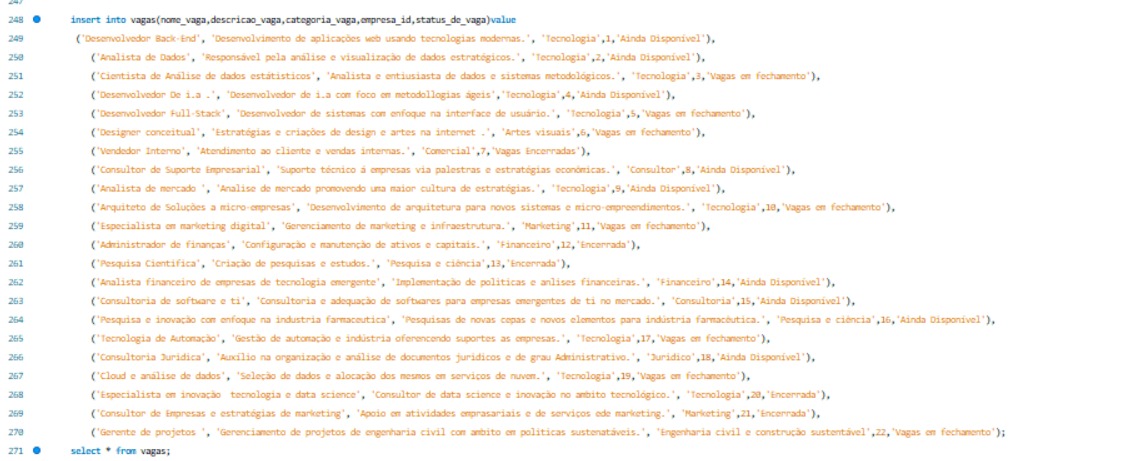 247
248 insert into vagas(nome_vaga,descricao_vaga,categoria_vaga,empresa_id,status_de_vaga)value
249 ('Desenvolvedor Back-End', 'Desenvolvimento de aplicações web usando tecnologias modernas.', 'Tecnologia',1,'Ainda Disponível'),
250 ('Analista de Dados', 'Responsável pela análise e visualização de dados estratégicos.', 'Tecnologia',2,'Ainda Disponível'),
251 ('Cientista de Análise de dados estátisticos', 'Analista e entiusiasta de dados e sistemas metodológicos.', 'Tecnologia',3,'Vagas em fechamento'),
252 ('Desenvolvedor De i.a .', 'Desenvolvedor de i.a com foco em metodollogias ágeis','Tecnologia',4,'Ainda Disponível'),
253 ('Desenvolvedor Full-Stack', 'Desenvolvedor de sistemas com enfoque na interface de usuário.', 'Tecnologia',5,'Vagas em fechamento'),
254 ('Designer conceitual', 'Estratégias e criações de design e artes na internet .', 'Artes visuais',6,'Vagas em fechamento'),
255 ('Vendedor Interno', 'Atendimento ao cliente e vendas internas.', 'Comercial',7,'Vagas Encerradas'),
256 ('Consultor de Suporte Empresarial', 'Suporte técnico á empresas via palestras e estratégias econômicas.', 'Consultor',8,'Ainda Disponível'),
257 ('Analista de mercado ', 'Analise de mercado promovendo uma maior cultura de estratégias.', 'Tecnologia',9,'Ainda Disponível'),
258 ('Arquiteto de Soluções a micro-empresas', 'Desenvolvimento de arquitetura para novos sistemas e micro-empreendimentos.', 'Tecnologia',10,'Vagas em fechamento'),
259 ('Especialista em marketing digital', 'Gerenciamento de marketing e infraestrutura.', 'Marketing',11,'Vagas em fechamento'),
260 ('Administrador de finanças', 'Configuração e manutenção de ativos e capitais.', 'Financeiro',12,'Encerrada'),
261 ('Pesquisa Cientifica', 'Criação de pesquisas e estudos.', 'Pesquisa e ciência',13,'Encerrada'),
262 ('Analista financeiro de empresas de tecnologia emergente', 'Implementação de politicas e anlises financeiras.', 'Financeiro',14,'Ainda Disponível'),
263 ('Consultoria de software e ti', 'Consultoria e adequação de softwares para empresas emergentes de ti no mercado.', 'Consultoria',15,'Ainda Disponível'),
264 ('Pesquisa e inovação com enfoque na industria farmaceutica', 'Pesquisas de novas cepas e novos elementos para indústria farmacêutica.', 'Pesquisa e ciência',16,'Ainda Disponível'),
265 ('Tecnologia de Automação', 'Gestão de automação e indústria oferencendo suportes as empresas.', 'Tecnologia',17,'Vagas em fechamento'),
266 ('Consultoria Juridica', 'Auxílio na organização e análise de documentos juridicos e de grau Administrativo.', 'Juridico',18,'Ainda Disponível'),
267 ('Cloud e análise de dados', 'Seleção de dados e alocação dos mesmos em serviços de nuvem.', 'Tecnologia',19,'Vagas em fechamento'),
268 ('Especialista em inovação  tecnologia e data science', 'Consultor de data science e inovação no ambito tecnológico.', 'Tecnologia',20,'Encerrada'),
269 ('Consultor de Empresas e estratégias de marketing', 'Apoio em atividades emprasariais e de serviços ede marketing.', 'Marketing',21,'Encerrada'),
270 ('Gerente de projetos ', 'Gerenciamento de projetos de engenharia civil com ambito em políticas sustenatáveis.', 'Engenharia civil e construção sustentável',22,'Vagas em fechamento');
271 select * from vagas;